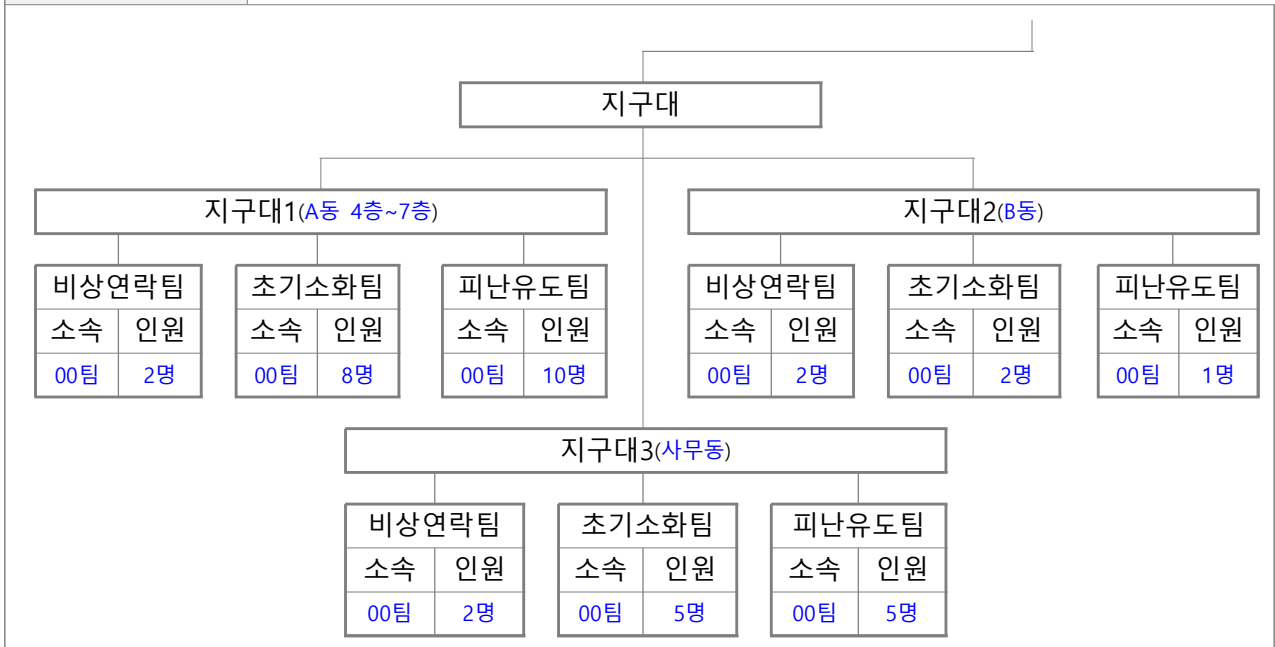 지구대
지구대1(A동 4층~7층) 지구대2(B동)
비상연락팀 초기소화팀 피난유도팀 비상연락팀 초기소화팀 피난유도팀
소속 인원 소속 인원 소속 인원 소속 인원 소속 인원 소속 인원
00팀 2명 00팀 8명 00팀 10명 00팀 2명 00팀 2명 00팀 1명
지구대3(사무동)
비상연락팀 초기소화팀 피난유도팀
소속 인원 소속 인원 소속 인원
00팀 2명 00팀 5명 00팀 5명